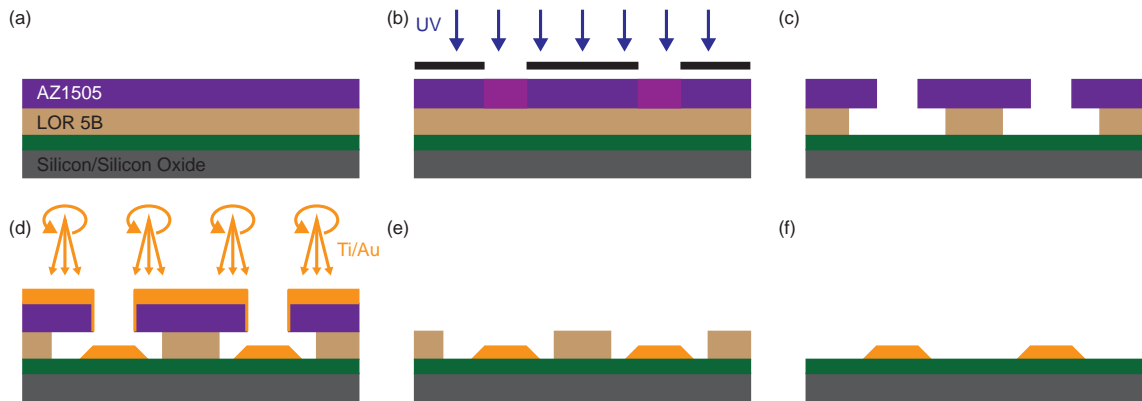 (a)
(b)
UV
(c)
AZ1505
LOR 5B
Silicon/Silicon Oxide
(d)
Ti/Au
(e)
(f)